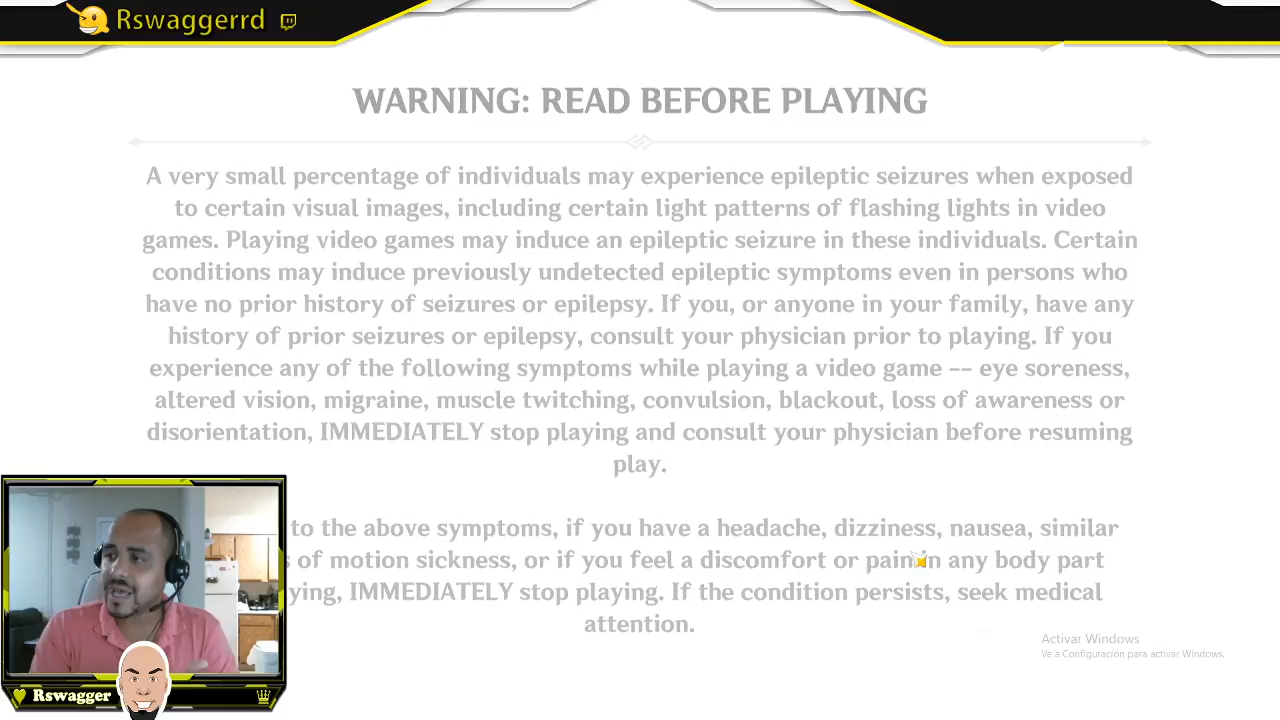 Rswaggerrd
WARNING: READ BEFORE PLAYING
A very small percentage of individuals may experience epileptic seizures when exposed
to certain visual images, including certain light patterns of flashing lights in video
games. Playing video games may induce an epileptic seizure in these individuals. Certain
conditions may induce previously undetected epileptic symptoms even in persons who
have no prior history of seizures or epilepsy. If you, or anyone in your family, have any
history of prior seizures or epilepsy, consult your physician prior to playing. If you
experience any of the following symptoms while playing a video game -- eye soreness,
altered vision, migraine, muscle twitching, convulsion, blackout, loss of awareness or
disorientation, IMMEDIATELY stop playing and consult your physician before resuming
play.
to the above symptoms, if you have a headache, dizziness, nausea, similar
of motion sickness, or if you feel a discomfort or pain in any body part
ying, IMMEDIATELY stop playing. If the condition persists, seek medical
attention.
Activar Windows
Ve a Configuración para activar Windows.
Rswagger